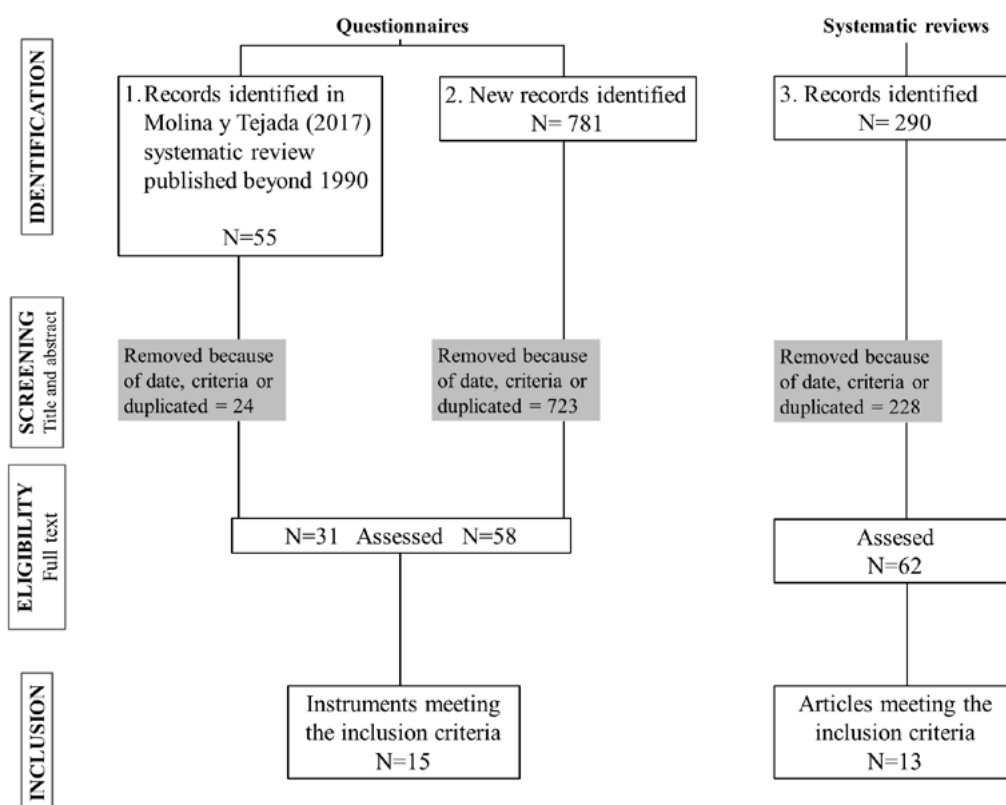 Questionnaires
Systematic reviews
IDENTIFICATION
1. Records identified in
Molina y Tejada (2017)
systematic review
published beyond 1990
N=55
2. New records identified
N= 781
3. Records identified
N= 290
SCREENING
Title and abstract
Removed because
of date, criteria or
duplicated = 24
Removed because
of date, criteria or
duplicated = 723
Removed because
of date, criteria or
duplicated = 228
ELIGIBILITY
Full text
N=31 Assessed N=58
Assesed
N=62
INCLUSION
Instruments meeting
the inclusion criteria
N=15
Articles meeting the
inclusion criteria
N=13